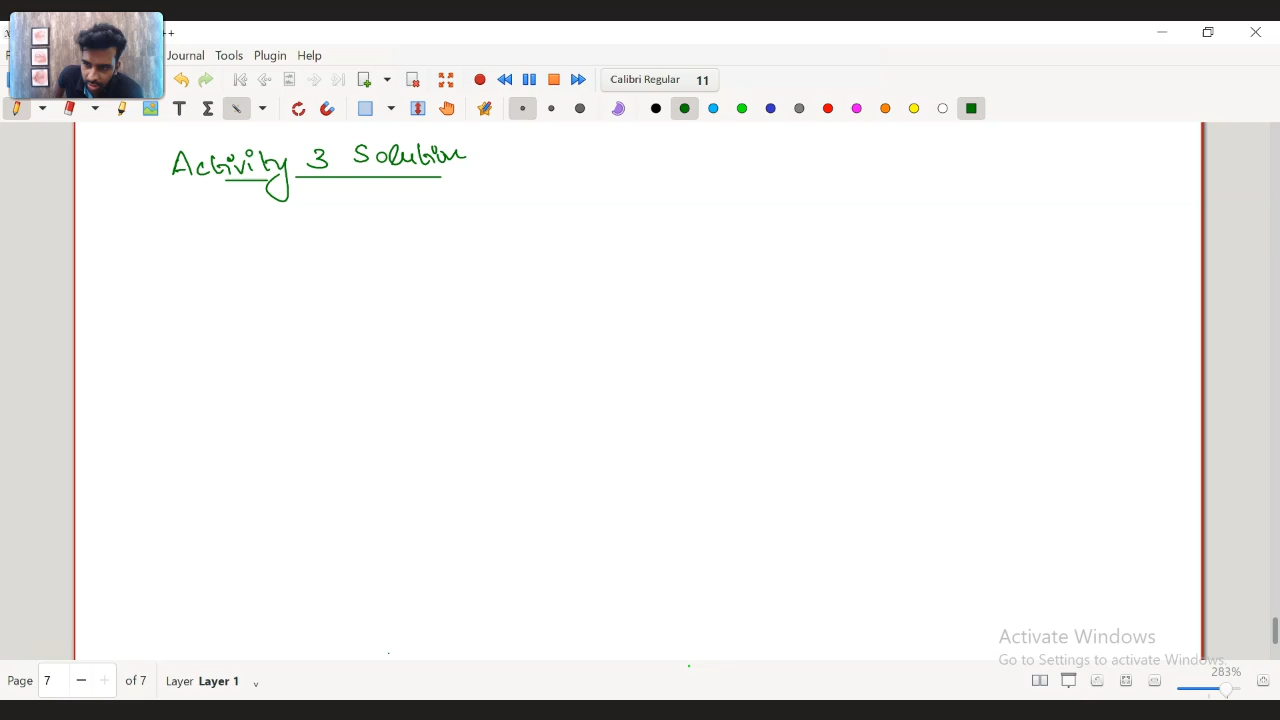 ++
Journal Tools Plugin Help
Calibri Regular 11
Activity 3 Solution
Activate Windows
Go to Settings to activate Windows.
283%
Page 7 of 7 Layer Layer 1